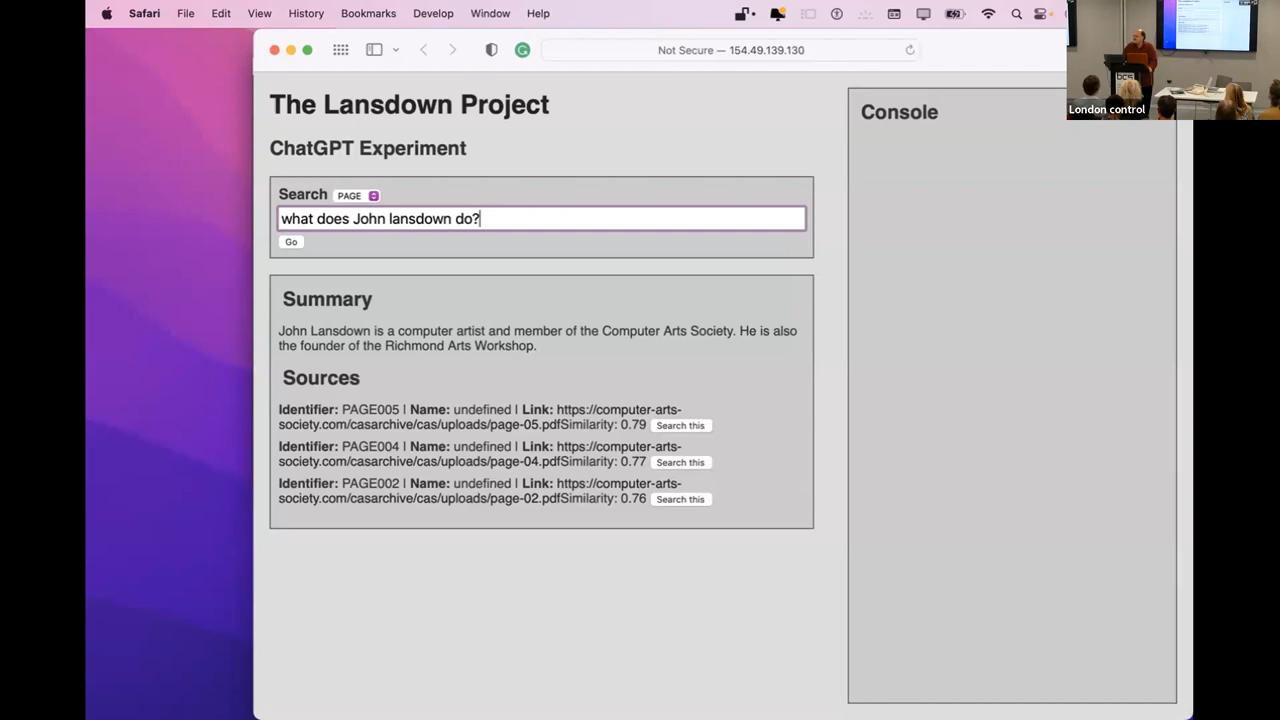 Safari File Edit View History Bookmarks Develop Window Help
Not Secure — 154.49.139.130
London control
The Lansdown Project
ChatGPT Experiment
Search PAGE
what does John lansdown do?
Go
Summary
John Lansdown is a computer artist and member of the Computer Arts Society. He is also
the founder of the Richmond Arts Workshop.
Sources
Identifier: PAGE005 | Name: undefined | Link: https://computer-arts-
society.com/casarchive/cas/uploads/page-05.pdfSimilarity: 0.79 Search this
Identifier: PAGE004 | Name: undefined | Link: https://computer-arts-
society.com/casarchive/cas/uploads/page-04.pdfSimilarity: 0.77 Search this
Identifier: PAGE002 | Name: undefined | Link: https://computer-arts-
society.com/casarchive/cas/uploads/page-02.pdfSimilarity: 0.76 Search this
Console